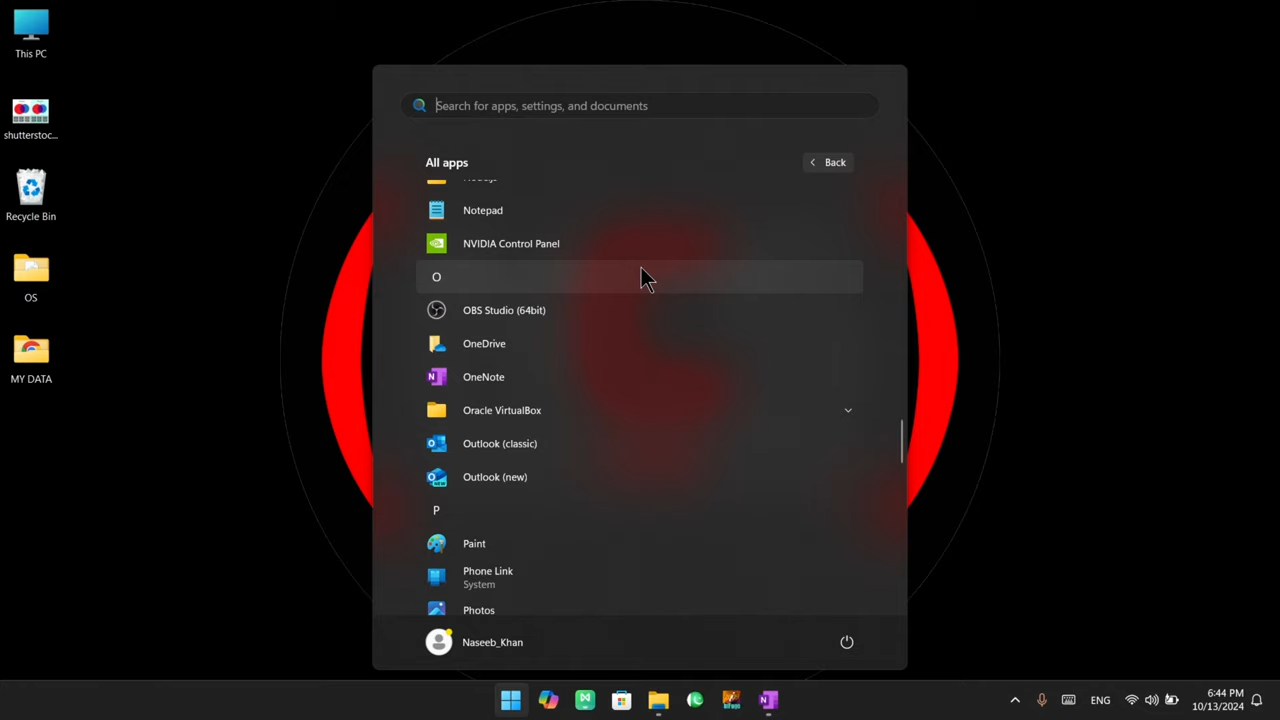 This PC
shutterstoc...
Recycle Bin
OS
MY DATA
Search for apps, settings, and documents
All apps
Back
Notepad
NVIDIA Control Panel
O
OBS Studio (64bit)
OneDrive
OneNote
Oracle VirtualBox
Outlook (classic)
Outlook (new)
P
Paint
Phone Link
System
Photos
Naseeb_Khan
ENG
6:44 PM
10/13/2024